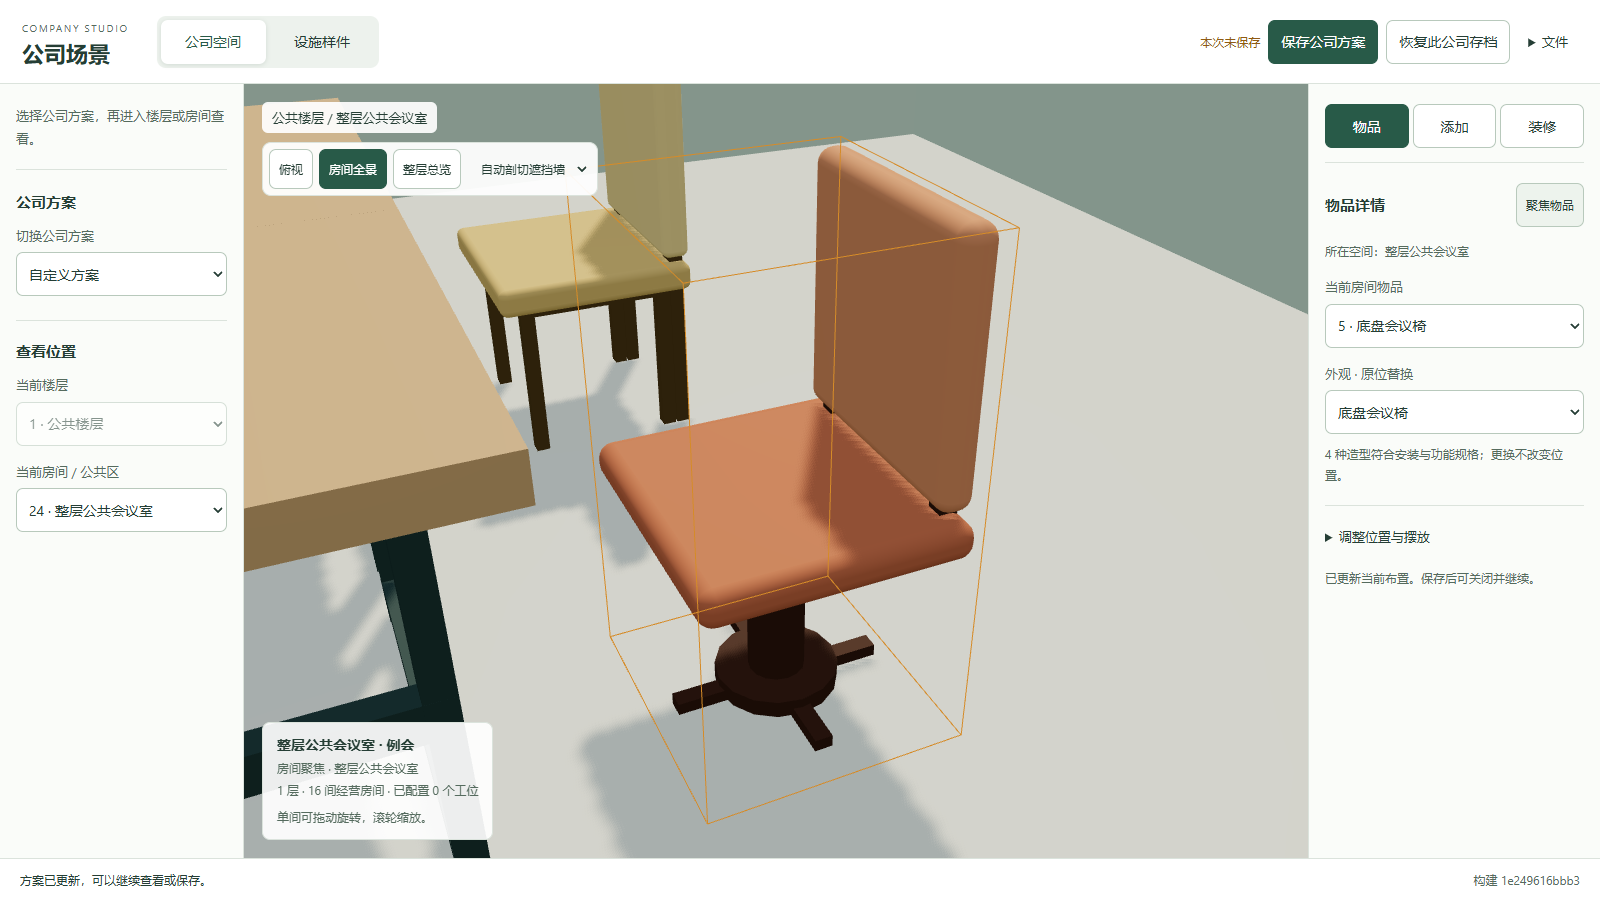 COMPANY STUDIO
公司场景
公司空间
设施样件
本次未保存
保存公司方案
恢复此公司存档
文件
选择公司方案，再进入楼层或房间查
看。
公司方案
切换公司方案
自定义方案
查看位置
当前楼层
1 · 公共楼层
当前房间 / 公共区
24 · 整层公共会议室
公共楼层 / 整层公共会议室
俯视
房间全景
整层总览
自动剖切遮挡墙
整层公共会议室 · 例会
房间聚焦 · 整层公共会议室
1 层 · 16 间经营房间 · 已配置 0 个工位
单间可拖动旋转，滚轮缩放。
物品
添加
装修
物品详情
聚焦物品
所在空间：整层公共会议室
当前房间物品
5 · 底盘会议椅
外观 · 原位替换
底盘会议椅
4 种造型符合安装与功能规格；更换不改变位
置。
调整位置与摆放
已更新当前布置。保存后可关闭并继续。
方案已更新，可以继续查看或保存。
构建 1e249616bbb3